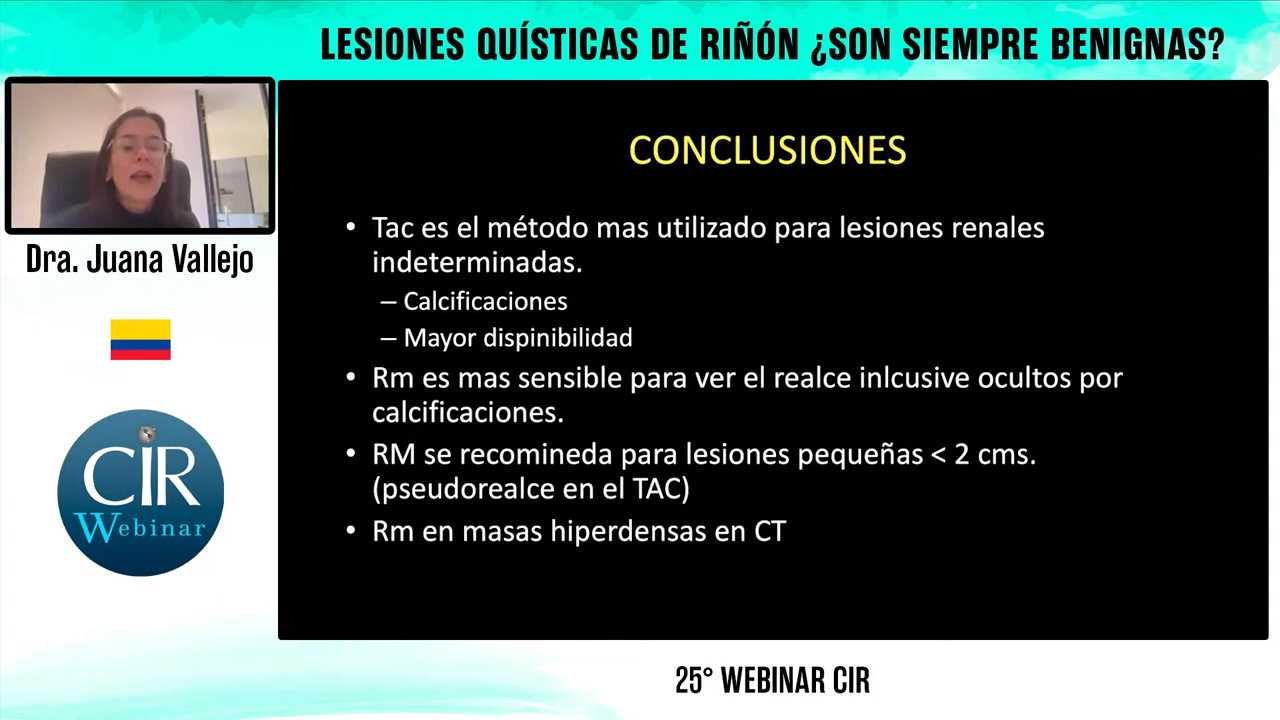 LESIONES QUÍSTICAS DE RIÑÓN ¿SON SIEMPRE BENIGNAS?
Dra. Juana Vallejo
CIR
Webinar
CONCLUSIONES
• Tac es el método mas utilizado para lesiones renales
indeterminadas.
– Calcificaciones
– Mayor dispinibilidad
• Rm es mas sensible para ver el realce inlcusive ocultos por
calcificaciones.
• RM se recomineda para lesiones pequeñas < 2 cms.
(pseudorealce en el TAC)
• Rm en masas hiperdensas en CT
25° WEBINAR CIR